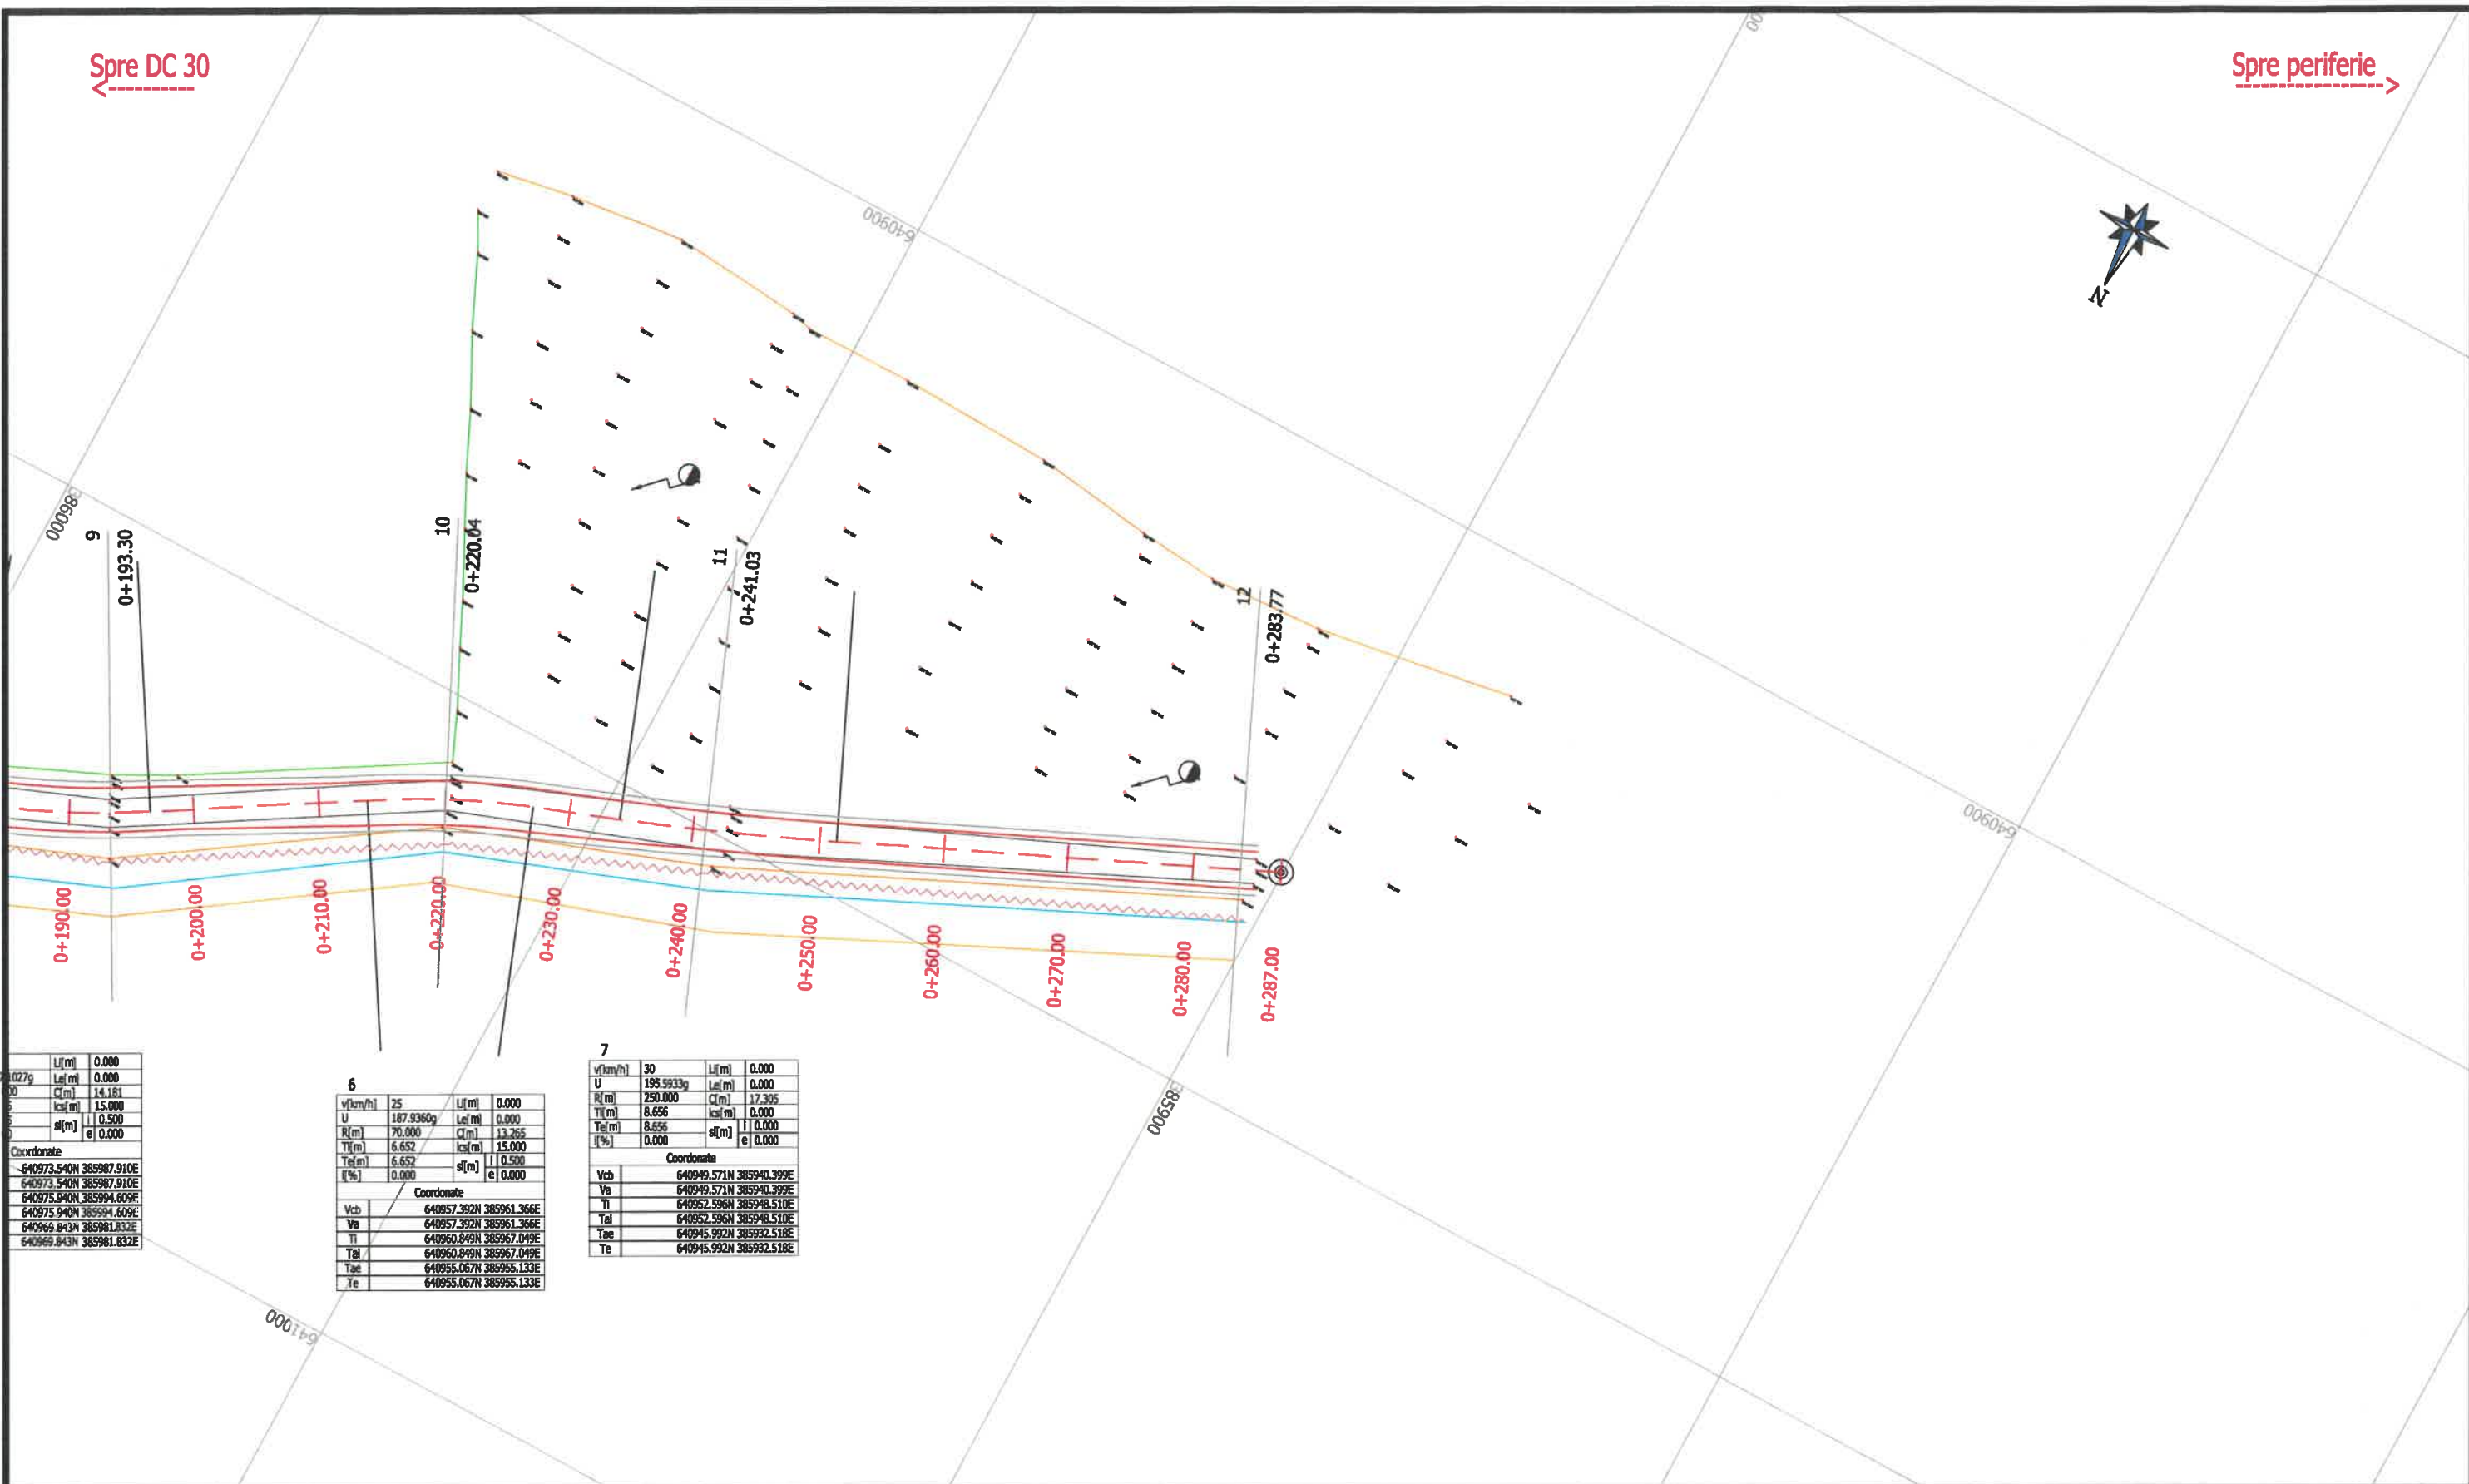 Spre DC 30
Spre periferie
00
640900
N
386000
9
0+193.30
10
0+220.04
11
0+241.03
12
0+283.77
640900
0+190.00
0+200.00
0+210.00
0+220.00
0+230.00
0+240.00
0+250.00
0+260.00
0+270.00
0+280.00
0+287.00
385900
641000
Li[m] 0.000
027g Le[m] 0.000
00 C[m] 14.181
lcs[m] 15.000
sl[m] i 0.500
e 0.000
Coordonate
640973.540N 385987.910E
640973.540N 385987.910E
640975.940N 385994.609E
640975.940N 385994.609E
640969.843N 385981.832E
640969.843N 385981.832E
6
v[km/h] 25 Li[m] 0.000
U 187.9360g Le[m] 0.000
R[m] 70.000 C[m] 13.265
Ti[m] 6.652 lcs[m] 15.000
Te[m] 6.652 sl[m] i 0.500
i[%] 0.000 e 0.000
Coordonate
Vcb 640957.392N 385961.366E
Va 640957.392N 385961.366E
Ti 640960.849N 385967.049E
Tai 640960.849N 385967.049E
Tae 640955.067N 385955.133E
Te 640955.067N 385955.133E
7
v[km/h] 30 Li[m] 0.000
U 195.5933g Le[m] 0.000
R[m] 250.000 C[m] 17.305
Ti[m] 8.656 lcs[m] 0.000
Te[m] 8.656 sl[m] i 0.000
i[%] 0.000 e 0.000
Coordonate
Vcb 640949.571N 385940.399E
Va 640949.571N 385940.399E
Ti 640952.596N 385948.510E
Tai 640952.596N 385948.510E
Tae 640945.992N 385932.518E
Te 640945.992N 385932.518E